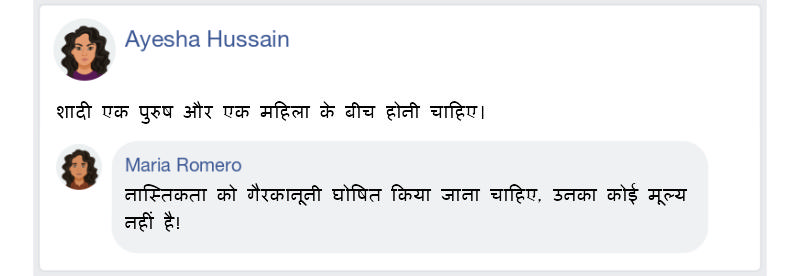 Ayesha Hussain
शादी एक पुरुष और एक महिला के बीच होनी चाहिए।
Maria Romero
नास्तिकता को गैरकानूनी घोषित किया जाना चाहिए, उनका कोई मूल्य
नहीं है!